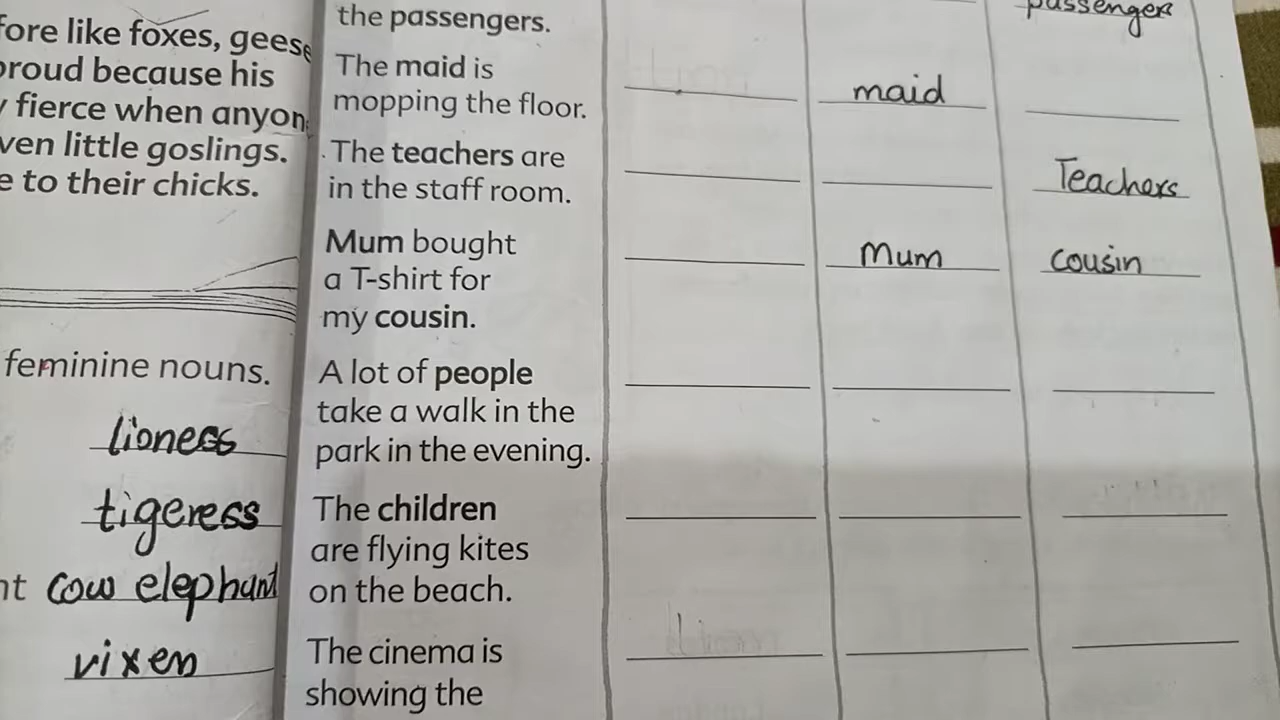 fore like foxes, geese
proud because his
fierce when anyon
ven little goslings.
e to their chicks.
feminine nouns.
lioness
tigeress
nt cow elephant
vixen
the passengers.
passengers
The maid is
mopping the floor.
maid
The teachers are
in the staff room.
Teachers
Mum bought
a T-shirt for
my cousin.
Mum
cousin
A lot of people
take a walk in the
park in the evening.
The children
are flying kites
on the beach.
The cinema is
showing the